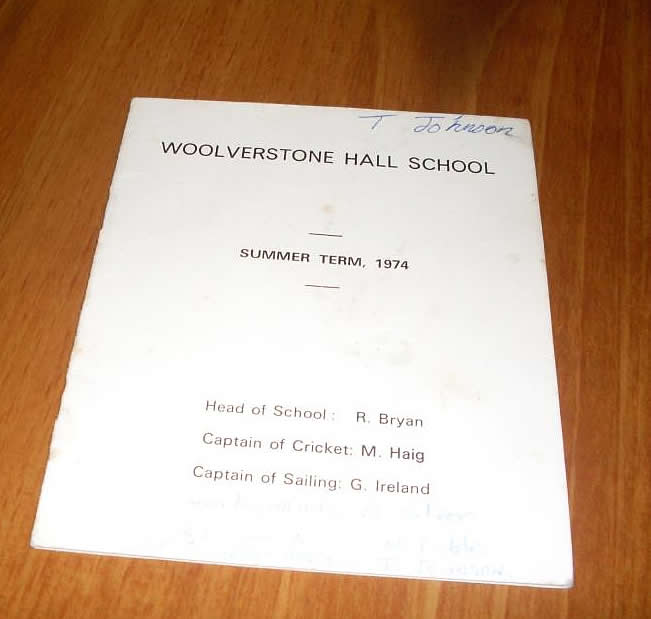 T Johnson
WOOLVERSTONE HALL SCHOOL
SUMMER TERM, 1974
Head of School: R. Bryan
Captain of Cricket: M. Haig
Captain of Sailing: G. Ireland